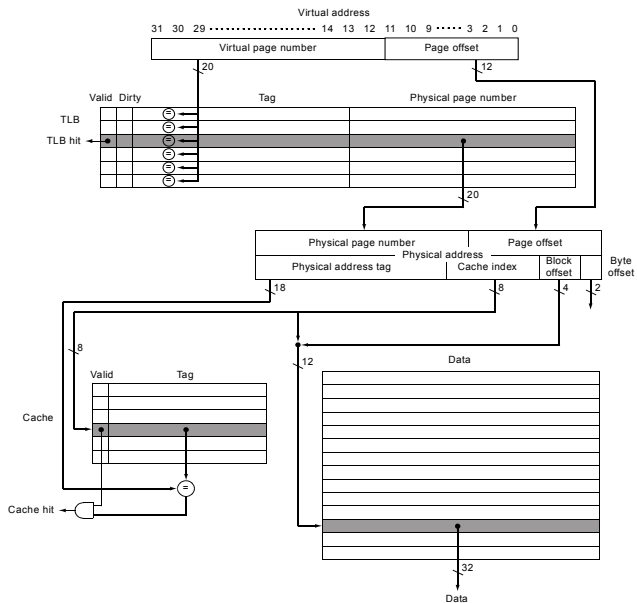 Virtual address
31 30 29 ·············· 14 13 12 11 10 9 ····· 3 2 1 0
Virtual page number Page offset
20 12
Valid Dirty Tag Physical page number
TLB
=
=
TLB hit =
=
=
=
20
Physical page number Page offset
Physical address
Physical address tag Cache index Block offset Byte offset
18 8 4 2
8 12
Data
Valid Tag
Cache
=
Cache hit
32
Data